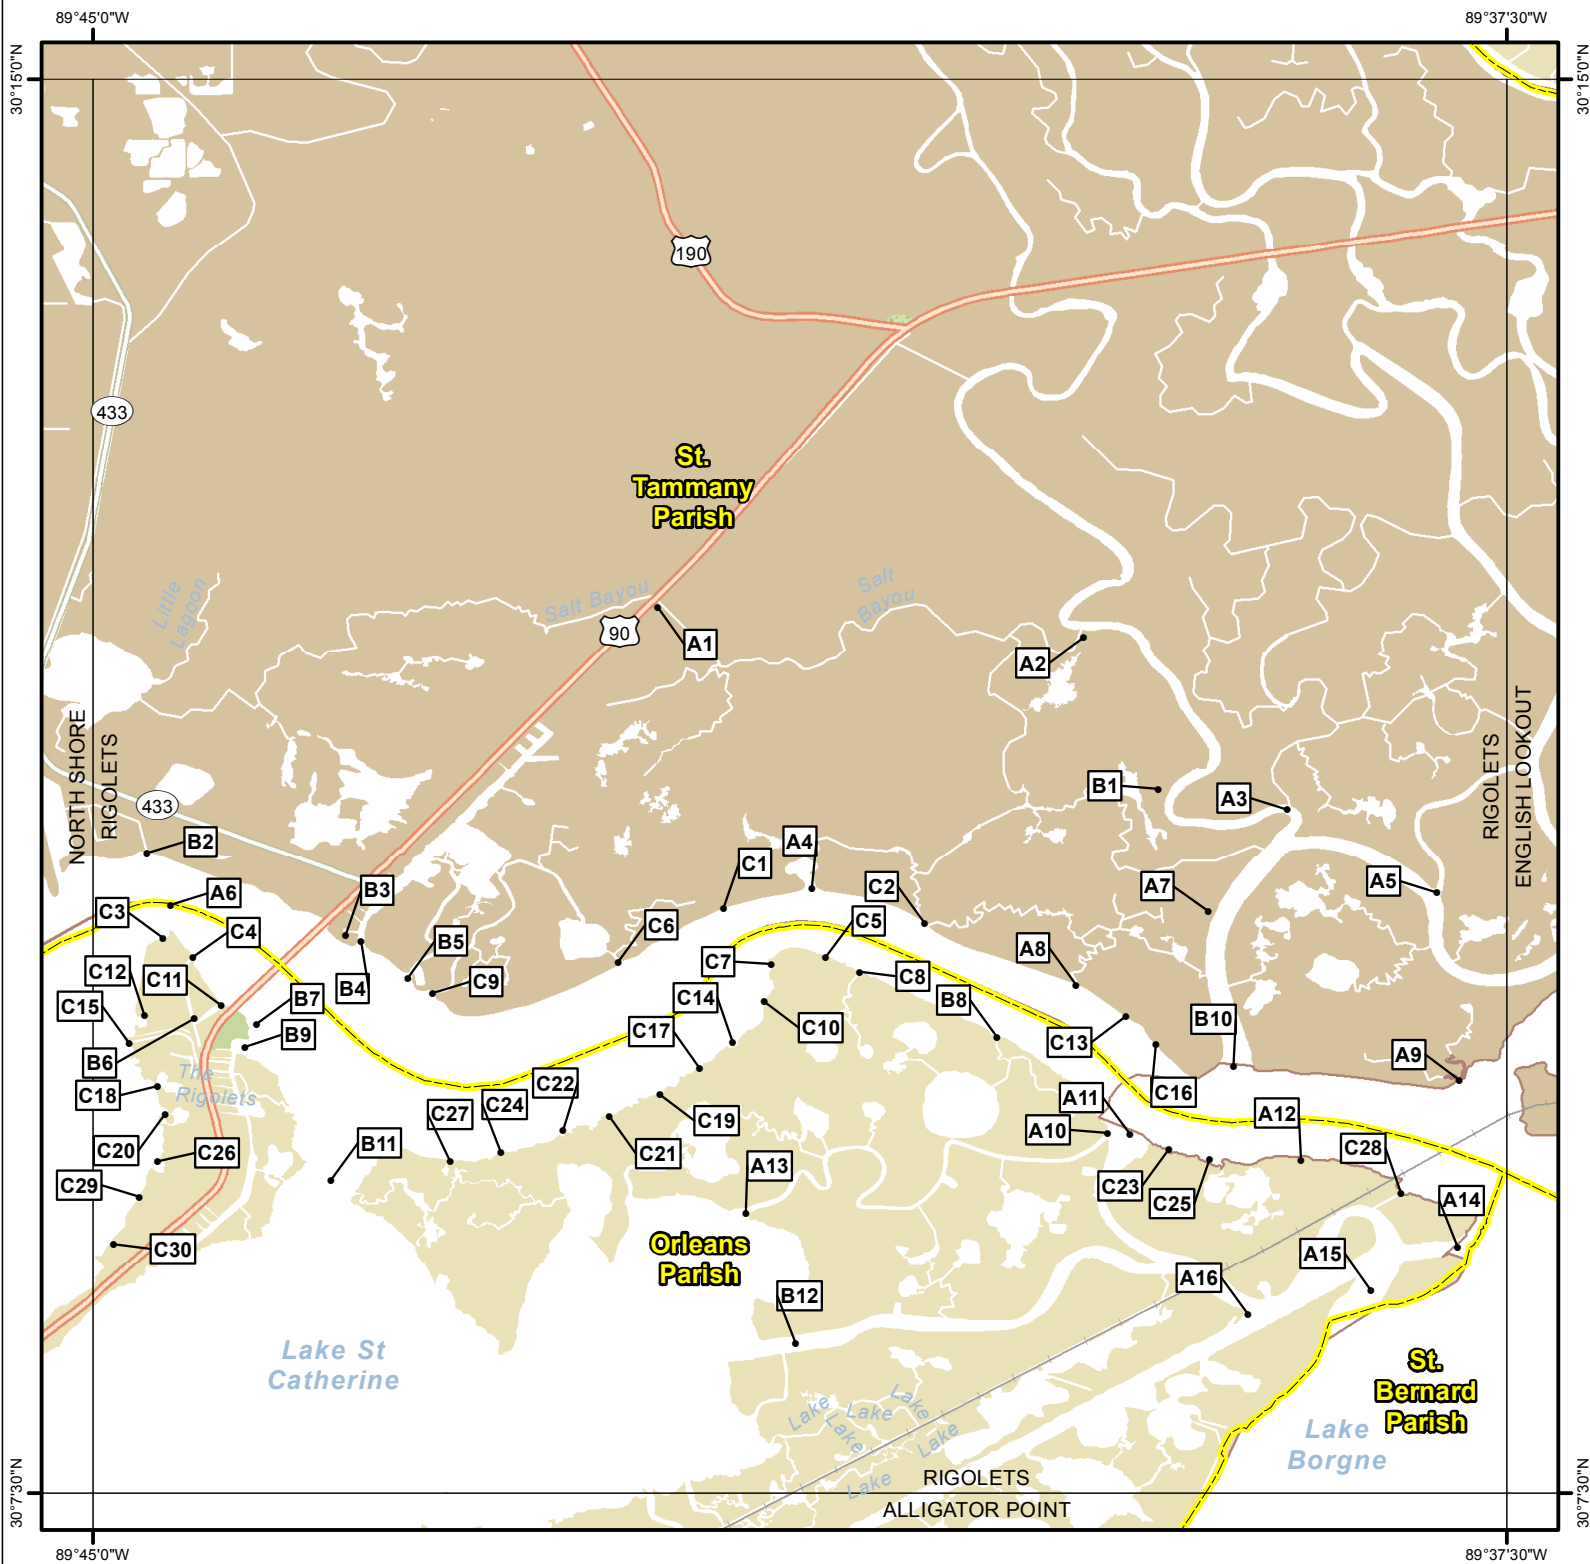 89°45'0"W
89°37'30"W
30°15'0"N
30°15'0"N
190
433
St.
Tammany
Parish
Little
Lagoon
Salt Bayou
Salt
Bayou
90
A1
A2
NORTH SHORE
RIGOLETS
RIGOLETS
ENGLISH LOOKOUT
B1
A3
433
B2
A4
C1
C2
A7
A5
B3
A6
C3
C4
C5
C6
B5
A8
C7
C8
C9
C12
C11
B4
B7
C14
B8
C15
C10
B10
B9
C17
C13
B6
A9
The
Rigolets
C18
C22
C16
A11
C24
A12
C27
C19
A10
C20
C26
B11
C21
C28
A13
C29
C23
C25
A14
C30
Orleans
Parish
A15
A16
B12
Lake St
Catherine
St.
Bernard
Parish
Lake
Lake
Lake
Lake
Lake
Lake
Lake
Borgne
RIGOLETS
ALLIGATOR POINT
30°7'30"N
30°7'30"N
89°45'0"W
89°37'30"W